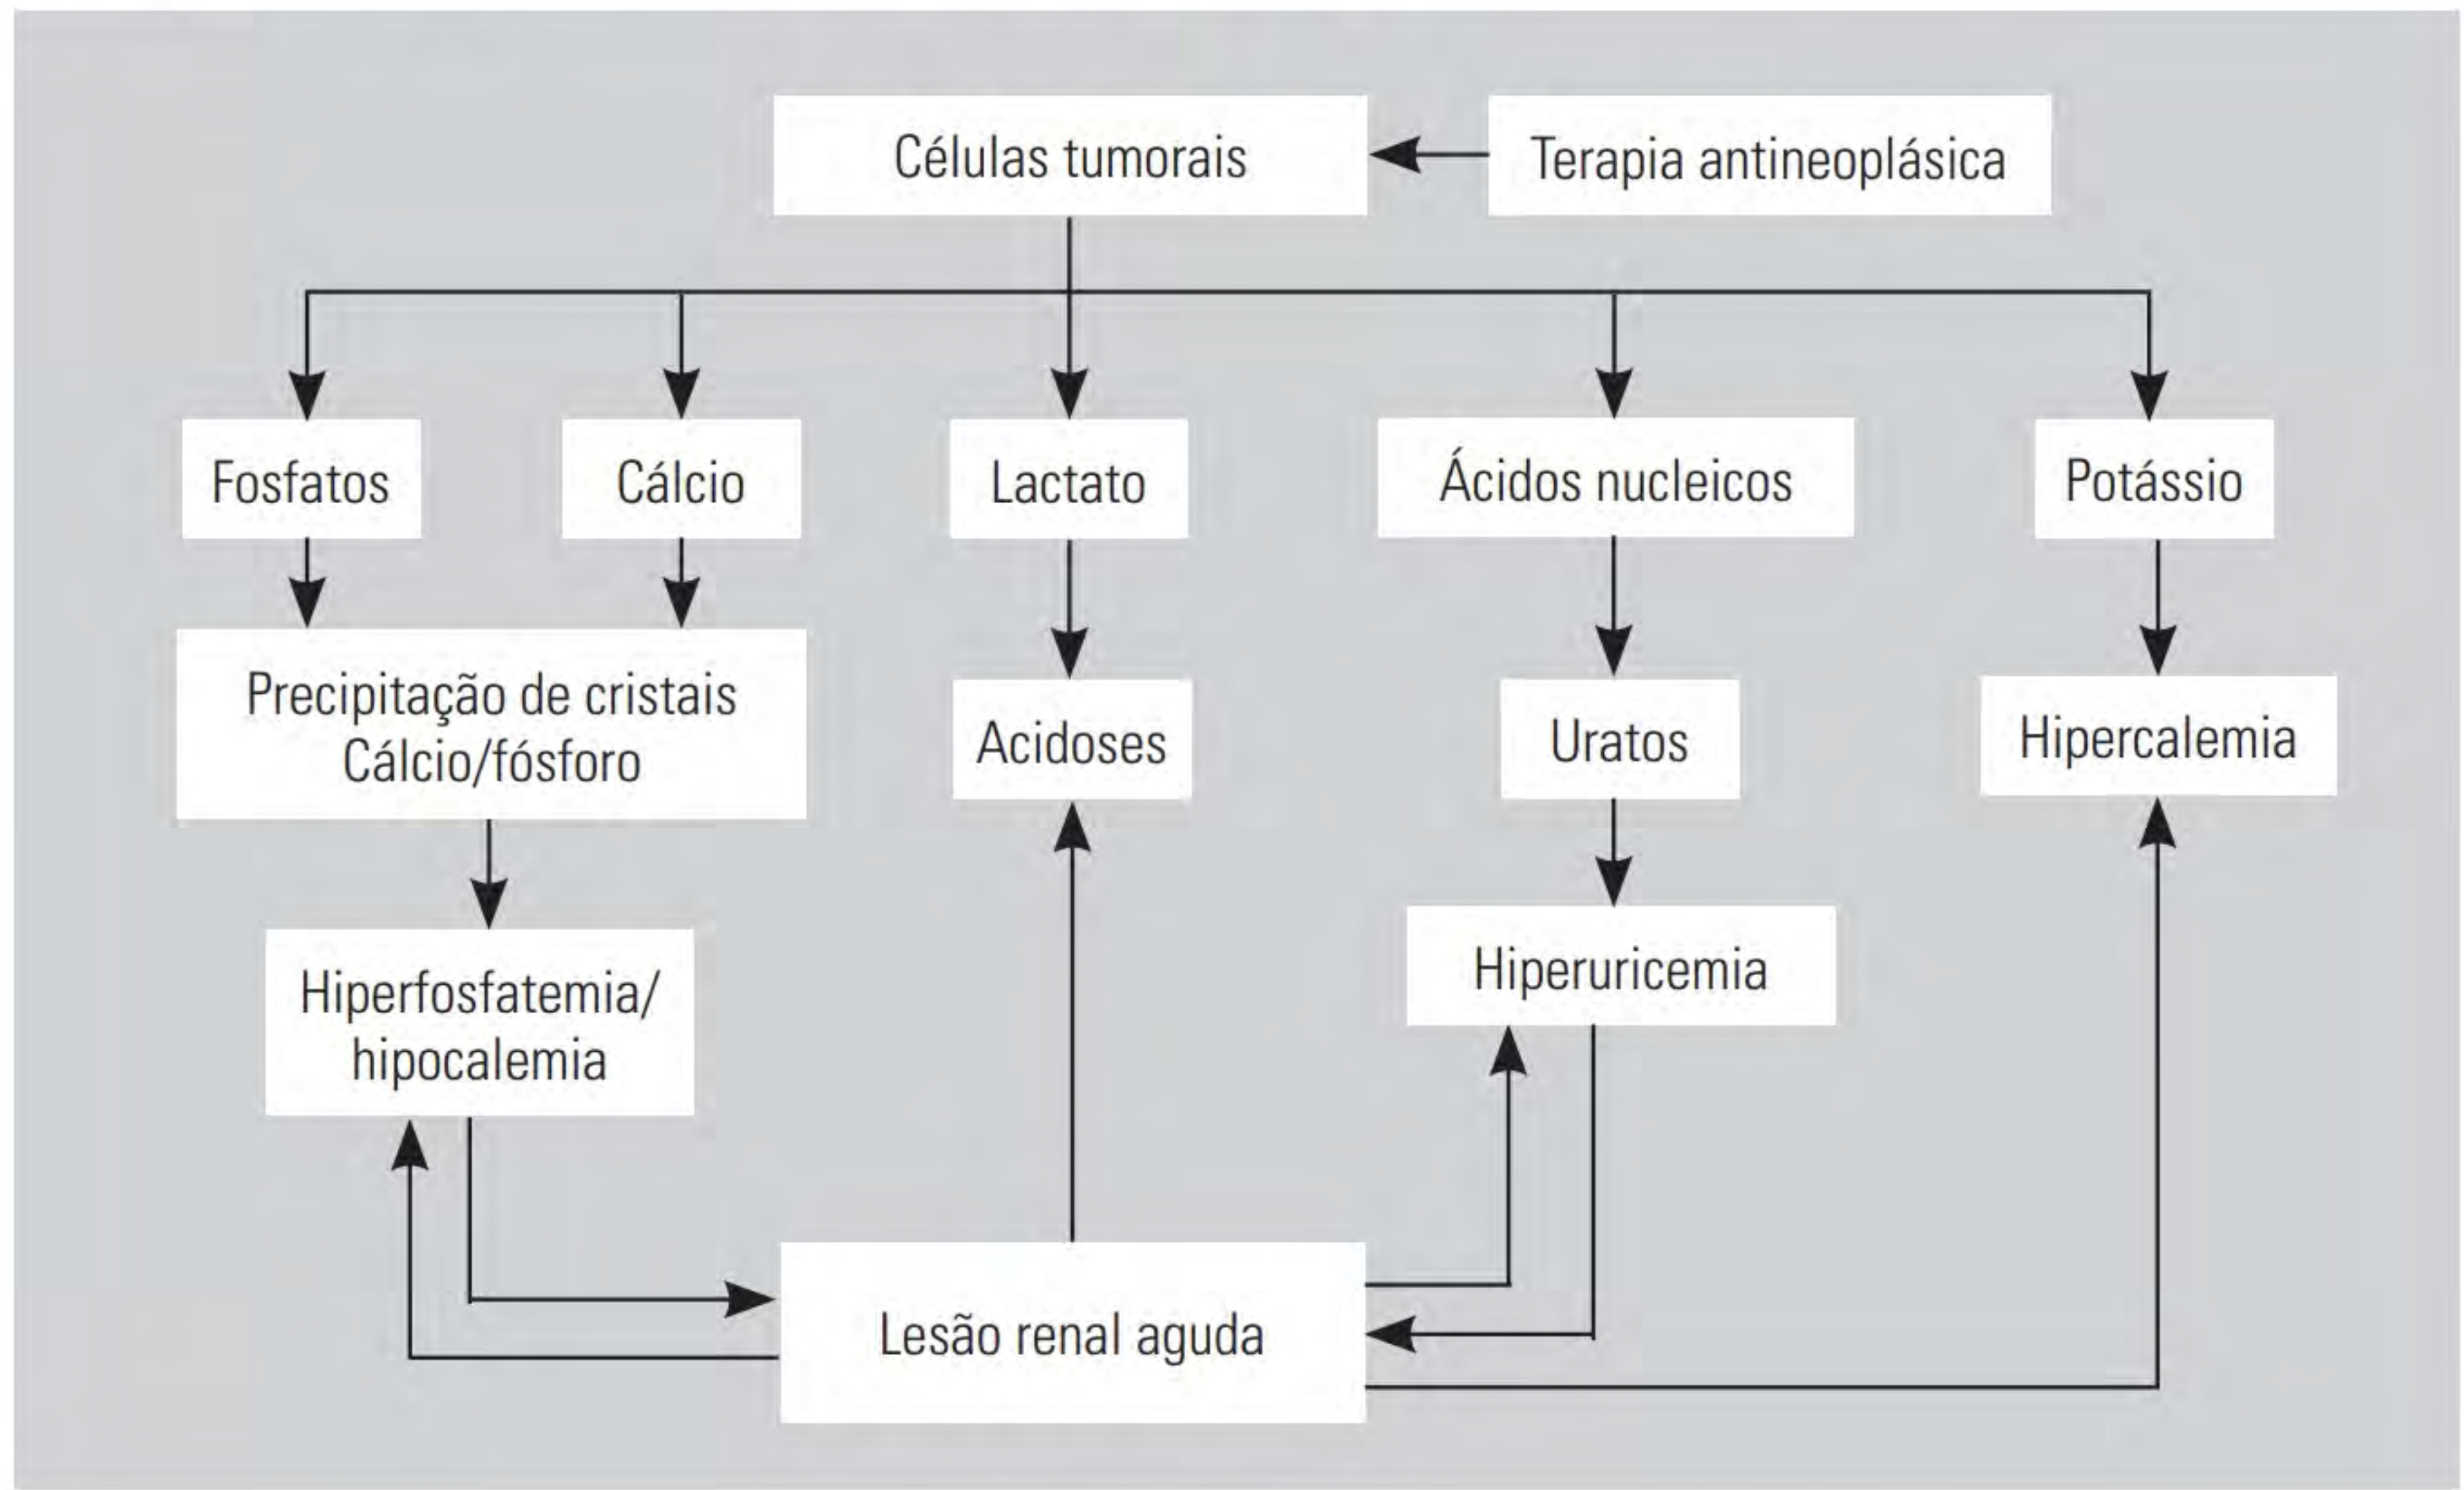 Células tumorais
Terapia antineoplásica
Fosfatos
Cálcio
Lactato
Ácidos nucleicos
Potássio
Precipitação de cristais
Cálcio/fósforo
Acidoses
Uratos
Hipercalemia
Hiperfosfatemia/
hipocalemia
Hiperuricemia
Lesão renal aguda